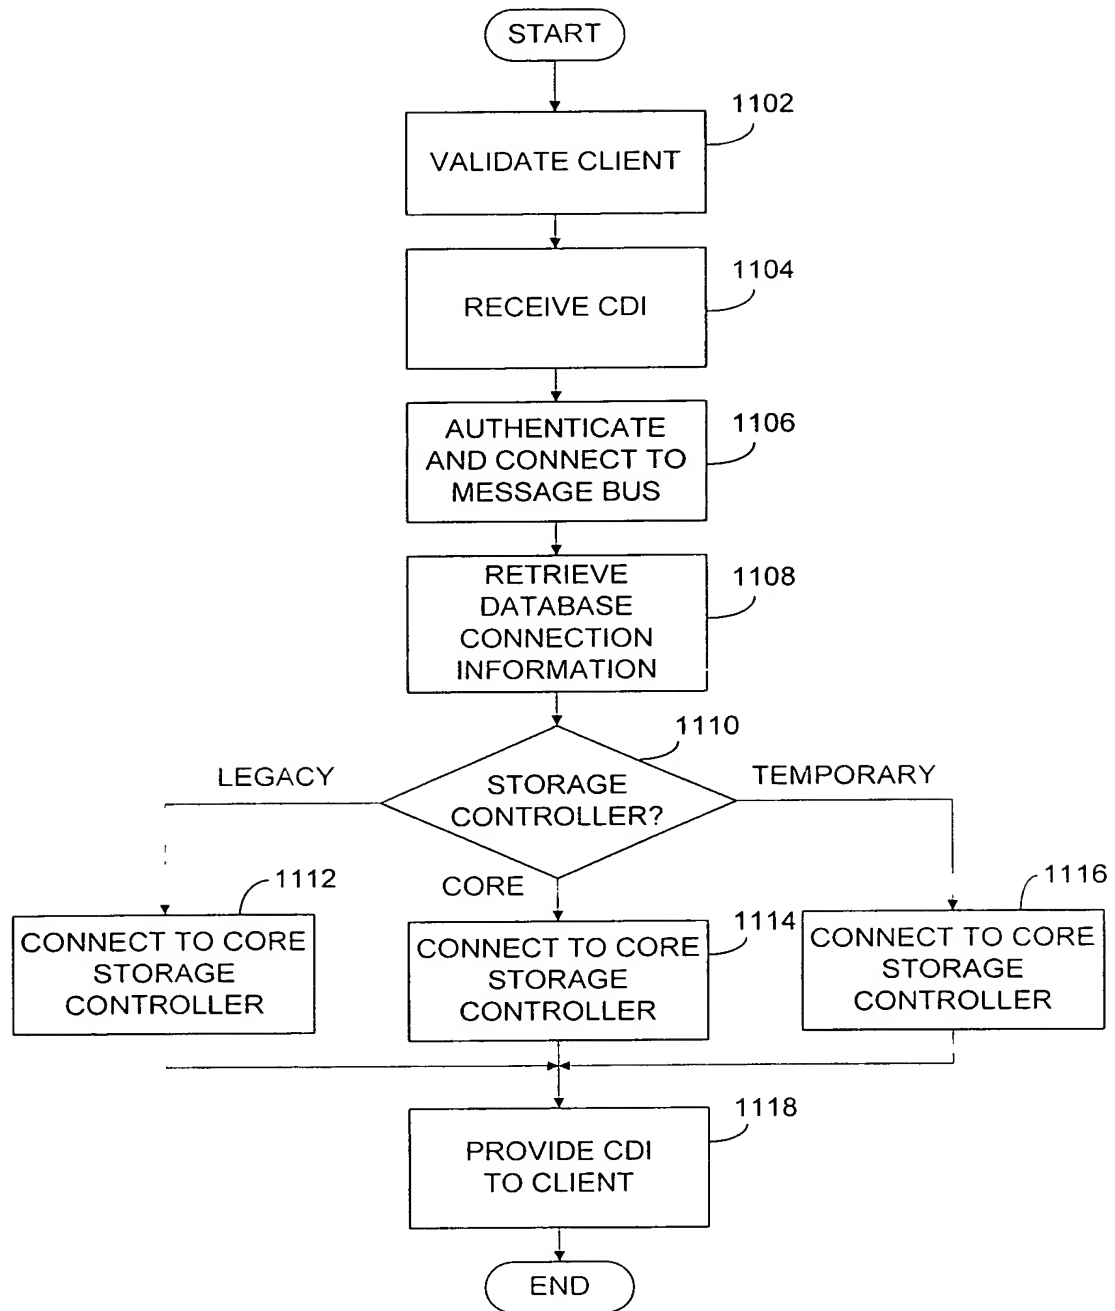 START
1102
VALIDATE CLIENT
1104
RECEIVE CDI
1106
AUTHENTICATE
AND CONNECT TO
MESSAGE BUS
1108
RETRIEVE
DATABASE
CONNECTION
INFORMATION
1110
LEGACY
STORAGE
CONTROLLER?
TEMPORARY
CORE
1112
CONNECT TO CORE
STORAGE
CONTROLLER
1114
CONNECT TO CORE
STORAGE
CONTROLLER
1116
CONNECT TO CORE
STORAGE
CONTROLLER
1118
PROVIDE CDI
TO CLIENT
END